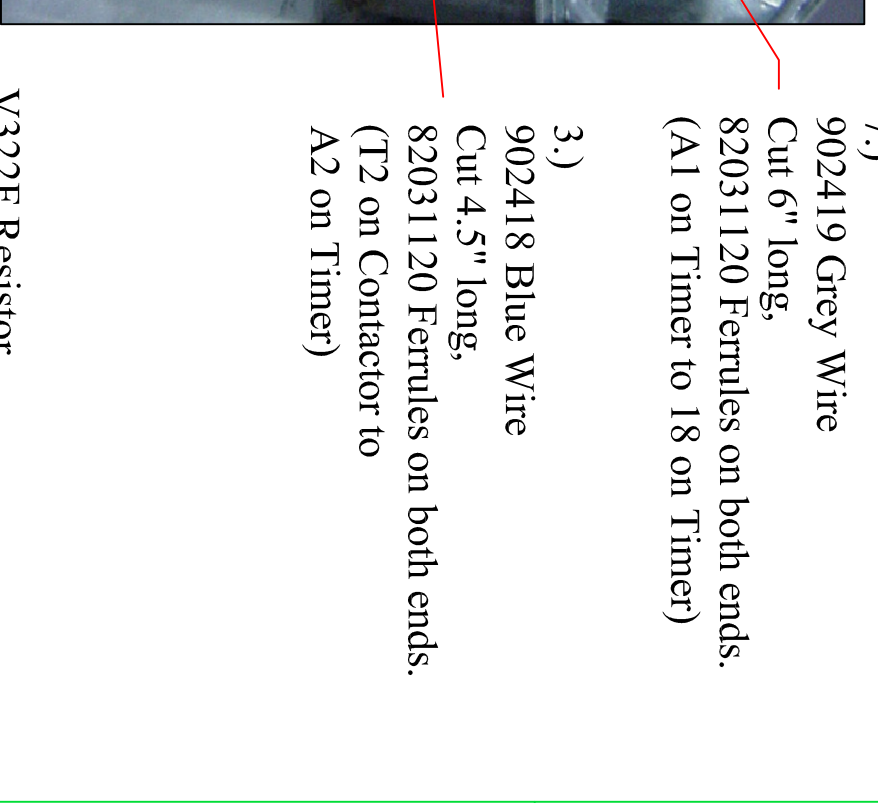 7.)
902419 Grey Wire
Cut 6" long,
82031120 Ferrules on both ends.
(A1 on Timer to 18 on Timer)
3.)
902418 Blue Wire
Cut 4.5" long,
82031120 Ferrules on both ends.
(T2 on Contactor to
A2 on Timer)
Resistor